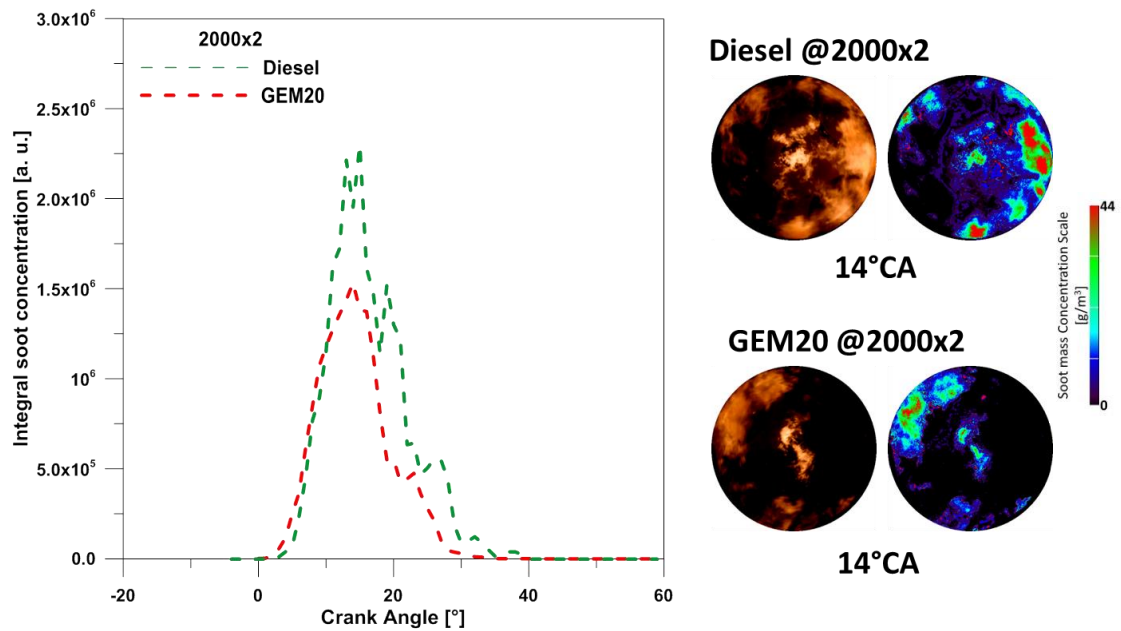 3.0x10⁶
2.5x10⁶
2.0x10⁶
1.5x10⁶
10⁶
5.0x10⁵
0.0
Integral soot concentration [a. u.]
2000x2
Diesel
GEM20
-20
0
20
40
60
Crank Angle [°]
Diesel @2000x2
14°CA
GEM20 @2000x2
14°CA
44
0
Soot mass Concentration Scale
[g/m³]